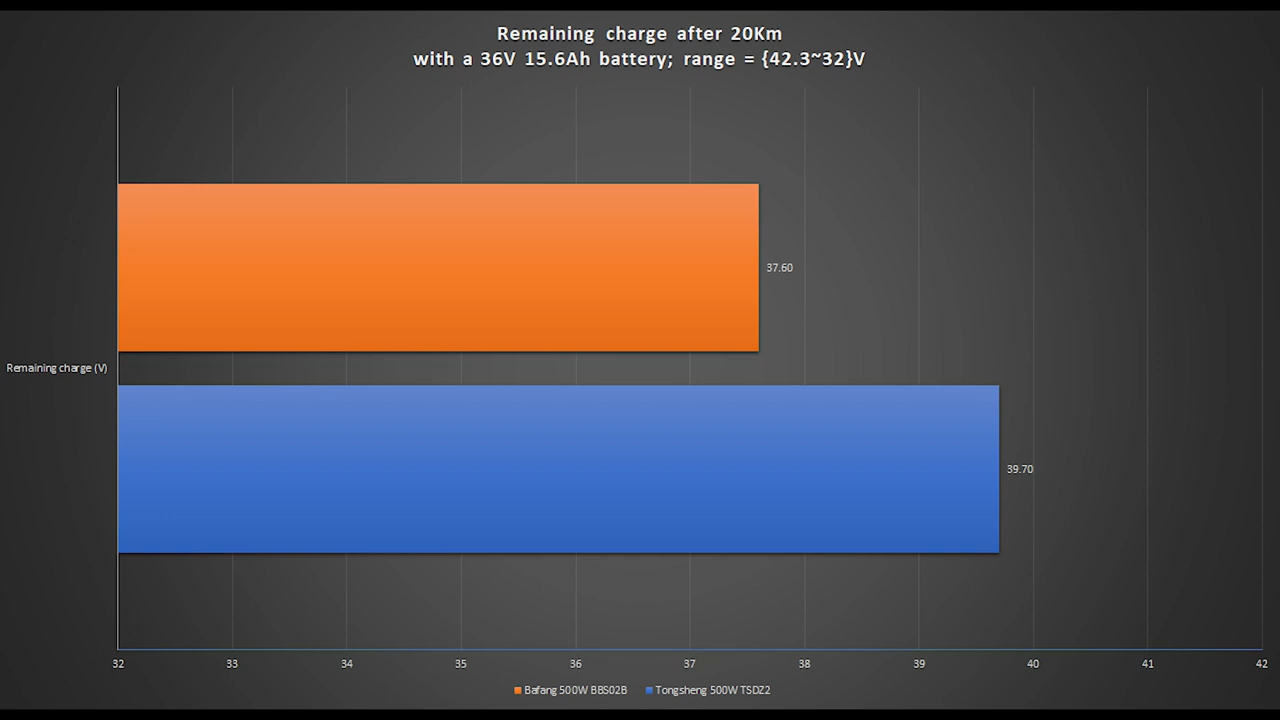 Remaining charge after 20Km
with a 36V 15.6Ah battery; range = {42.3~32}V
37.60
Remaining charge (V)
39.70
32 33 34 35 36 37 38 39 40 41 42
Bafang 500W BBS02B Tongsheng 500W TSDZ2